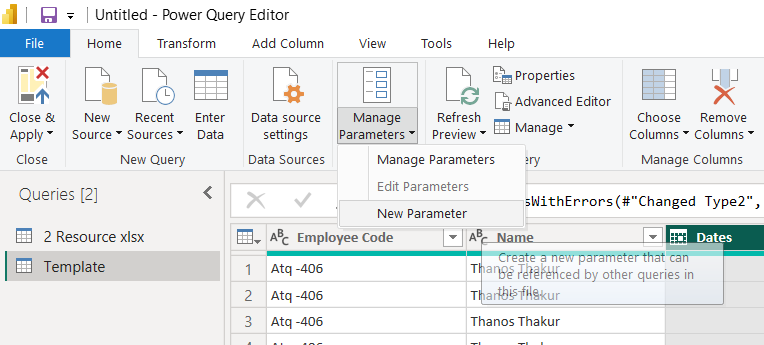 Untitled - Power Query Editor
File Home Transform Add Column View Tools Help
Close & Apply
New Source
Recent Sources
Enter Data
Data source settings
Manage Parameters
Refresh Preview
Properties
Advanced Editor
Manage
Choose Columns
Remove Columns
Close
New Query
Data Sources
Manage Columns
Manage Parameters
Edit Parameters
New Parameter
Queries [2]
2 Resource xlsx
Template
sWithErrors(#"Changed Type2",
ABC Employee Code
ABC Name
Dates
Create a new parameter that can
be referenced by other queries in
this file.
1 Atq -406 Thanos Thakur
2 Atq -406 Thanos Thakur
3 Atq -406 Thanos Thakur